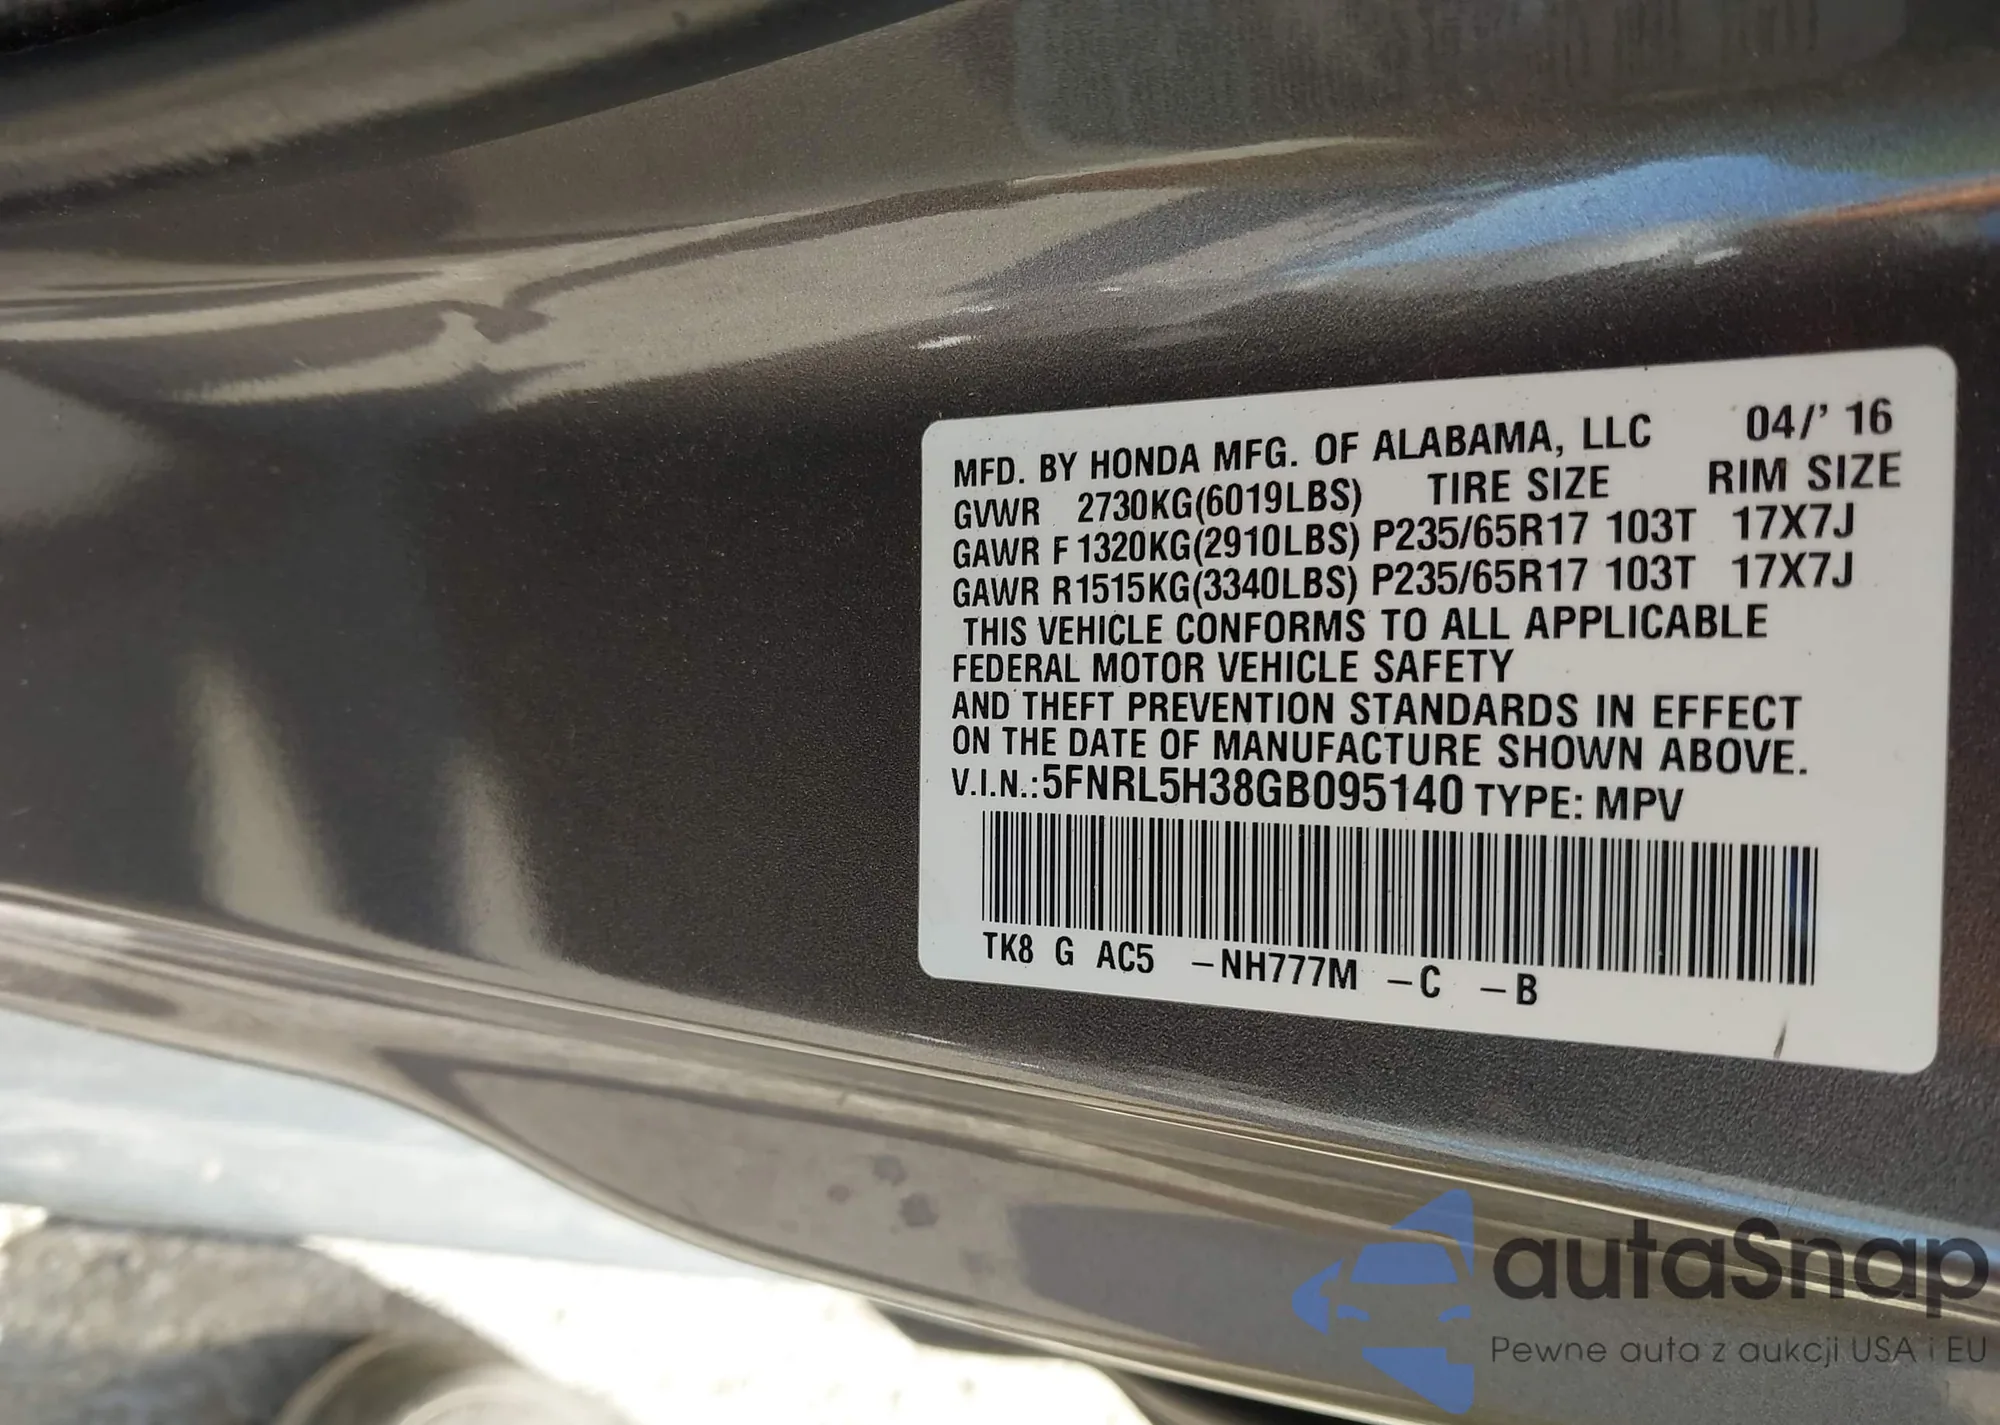 MFD. BY HONDA MFG. OF ALABAMA, LLC 04/' 16
GVWR 2730KG(6019LBS) TIRE SIZE RIM SIZE
GAWR F 1320KG(2910LBS) P235/65R17 103T 17X7J
GAWR R1515KG(3340LBS) P235/65R17 103T 17X7J
THIS VEHICLE CONFORMS TO ALL APPLICABLE
FEDERAL MOTOR VEHICLE SAFETY
AND THEFT PREVENTION STANDARDS IN EFFECT
ON THE DATE OF MANUFACTURE SHOWN ABOVE.
V.I.N.:5FNRL5H38GB095140 TYPE: MPV
TK8 G AC5 -NH777M -C -B
autaSnap
Pewne auta z aukcji USA i EU